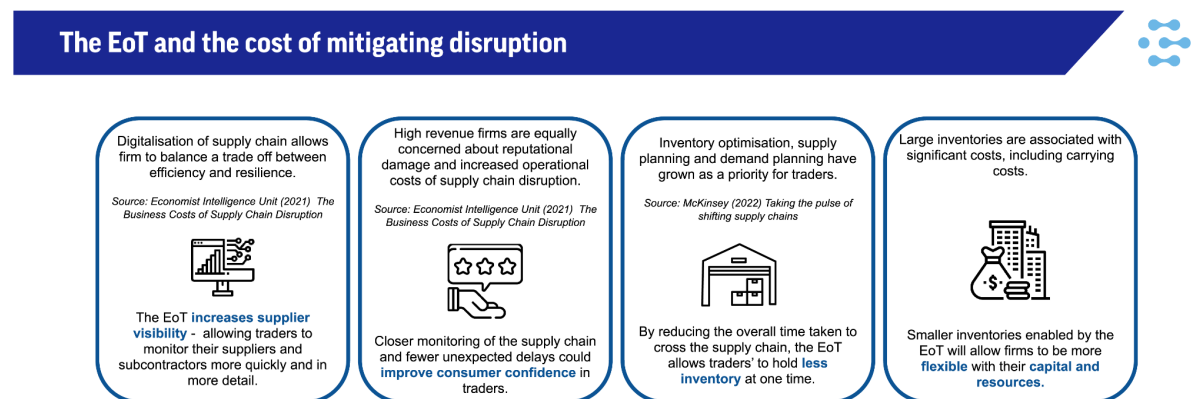 The EoT and the cost of mitigating disruption
Digitalisation of supply chain allows
firm to balance a trade off between
efficiency and resilience.
Source: Economist Intelligence Unit (2021) The
Business Costs of Supply Chain Disruption
The EoT increases supplier
visibility - allowing traders to
monitor their suppliers and
subcontractors more quickly and in
more detail.
High revenue firms are equally
concerned about reputational
damage and increased operational
costs of supply chain disruption.
Source: Economist Intelligence Unit (2021) The
Business Costs of Supply Chain Disruption
Closer monitoring of the supply chain
and fewer unexpected delays could
improve consumer confidence in
traders.
Inventory optimisation, supply
planning and demand planning have
grown as a priority for traders.
Source: McKinsey (2022) Taking the pulse of
shifting supply chains
By reducing the overall time taken to
cross the supply chain, the EoT
allows traders’ to hold less
inventory at one time.
Large inventories are associated with
significant costs, including carrying
costs.
$
Smaller inventories enabled by the
EoT will allow firms to be more
flexible with their capital and
resources.